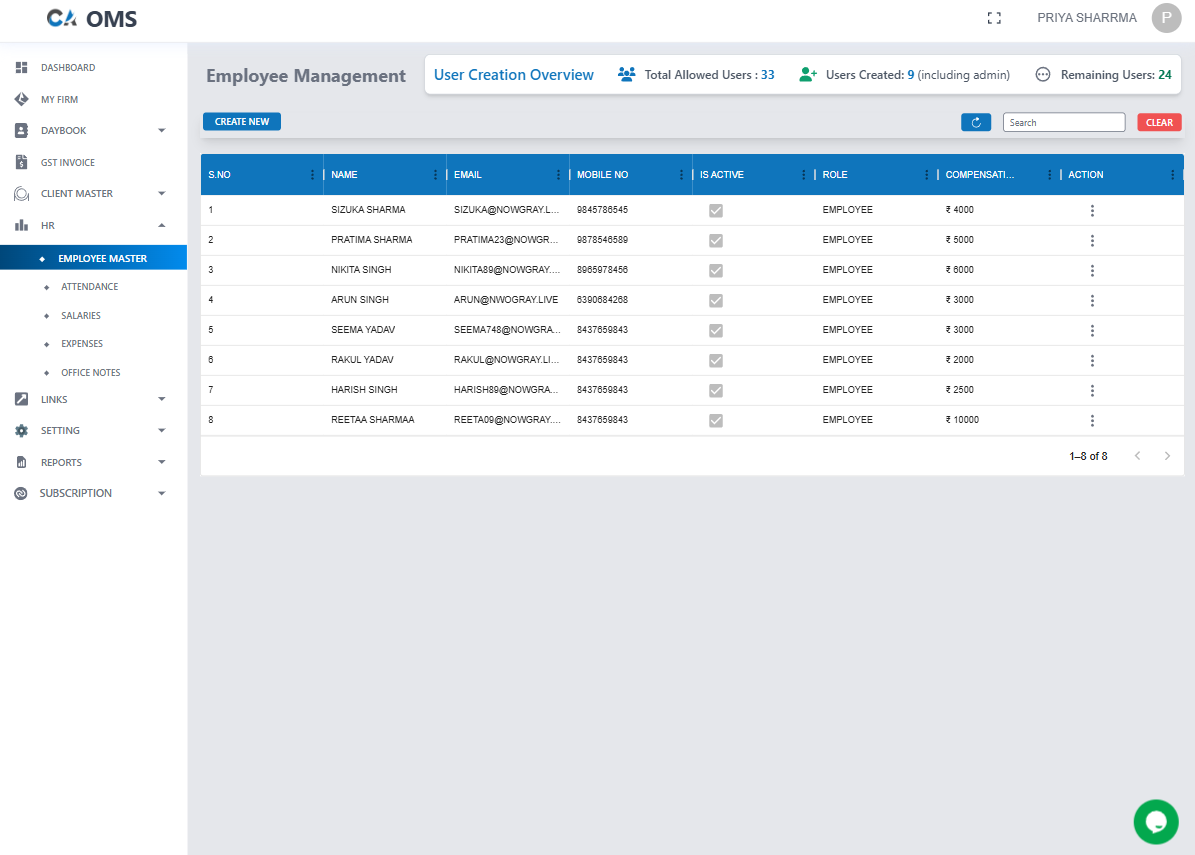 CA OMS
PRIYA SHARRMA P
DASHBOARD
MY FIRM
DAYBOOK
GST INVOICE
CLIENT MASTER
HR
EMPLOYEE MASTER
ATTENDANCE
SALARIES
EXPENSES
OFFICE NOTES
LINKS
SETTING
REPORTS
SUBSCRIPTION
Employee Management
User Creation Overview Total Allowed Users : 33 Users Created: 9 (including admin) Remaining Users: 24
CREATE NEW Search CLEAR
S.NO NAME EMAIL MOBILE NO IS ACTIVE ROLE COMPENSATI... ACTION
1 SIZUKA SHARMA SIZUKA@NOWGRAY.L... 9845786545 EMPLOYEE ₹ 4000
2 PRATIMA SHARMA PRATIMA23@NOWGR... 9878546589 EMPLOYEE ₹ 5000
3 NIKITA SINGH NIKITA89@NOWGRAY.... 8965978456 EMPLOYEE ₹ 6000
4 ARUN SINGH ARUN@NWOGRAY.LIVE 6390684268 EMPLOYEE ₹ 3000
5 SEEMA YADAV SEEMA748@NOWGRA... 8437659843 EMPLOYEE ₹ 3000
6 RAKUL YADAV RAKUL@NOWGRAY.LI... 8437659843 EMPLOYEE ₹ 2000
7 HARISH SINGH HARISH89@NOWGRA... 8437659843 EMPLOYEE ₹ 2500
8 REETAA SHARMAA REETA09@NOWGRAY.... 8437659843 EMPLOYEE ₹ 10000
1–8 of 8